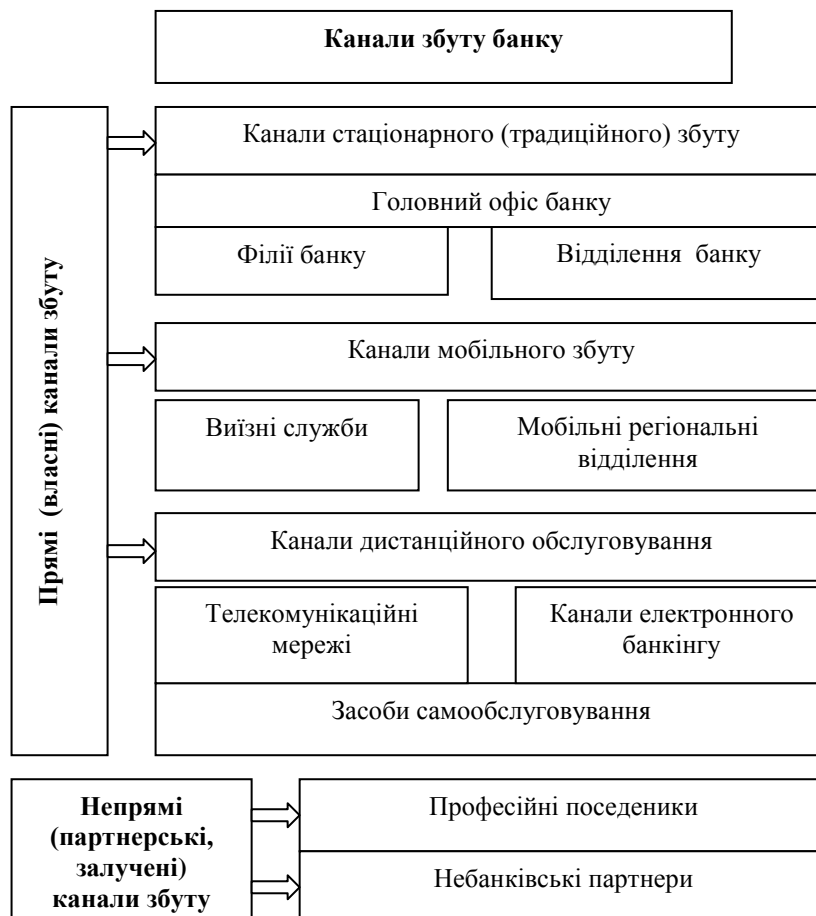 Канали збуту банку
Прямі (власні) канали збуту
Канали стаціонарного (традиційного) збуту
Головний офіс банку
Філії банку
Відділення банку
Канали мобільного збуту
Виїзні служби
Мобільні регіональні
відділення
Канали дистанційного обслуговування
Телекомунікаційні
мережі
Канали електронного
банкінгу
Засоби самообслуговування
Непрямі
(партнерські,
залучені)
канали збуту
Професійні поседеники
Небанківські партнери